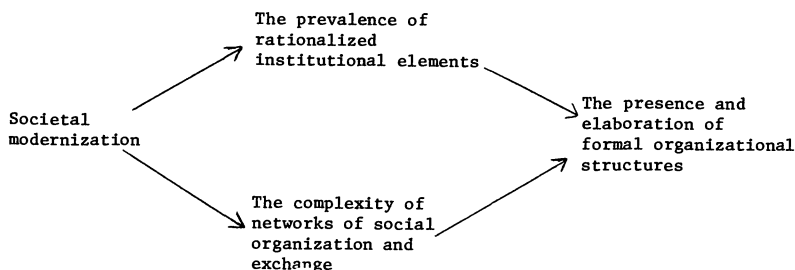 The prevalence of
rationalized
institutional elements
Societal
modernization
The presence and
elaboration of
formal organizational
structures
The complexity of
networks of social
organization and
exchange